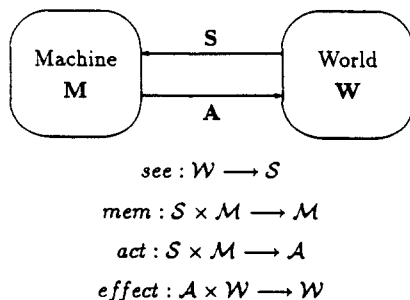 S
Machine World
M W
A
see : 𝒲 ⟶ 𝒮
mem : 𝒮 × ℳ ⟶ ℳ
act : 𝒮 × ℳ ⟶ 𝒜
effect : 𝒜 × 𝒲 ⟶ 𝒲